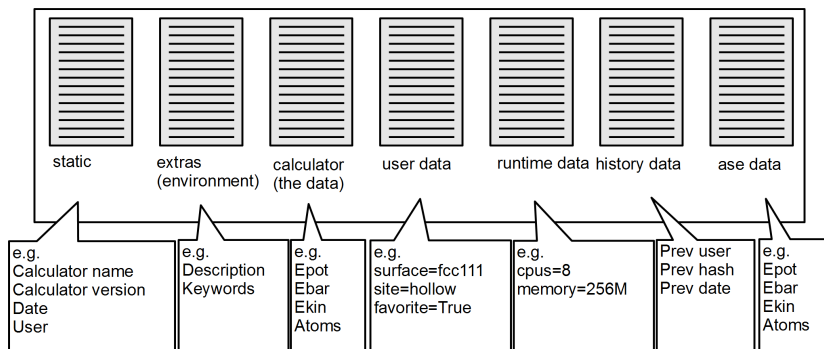 static
extras
(environment)
calculator
(the data)
user data
runtime data
history data
ase data
e.g.
Calculator name
Calculator version
Date
User
e.g.
Description
Keywords
e.g.
Epot
Ebar
Ekin
Atoms
e.g.
surface=fcc111
site=hollow
favorite=True
e.g.
cpus=8
memory=256M
Prev user
Prev hash
Prev date
e.g.
Epot
Ebar
Ekin
Atoms